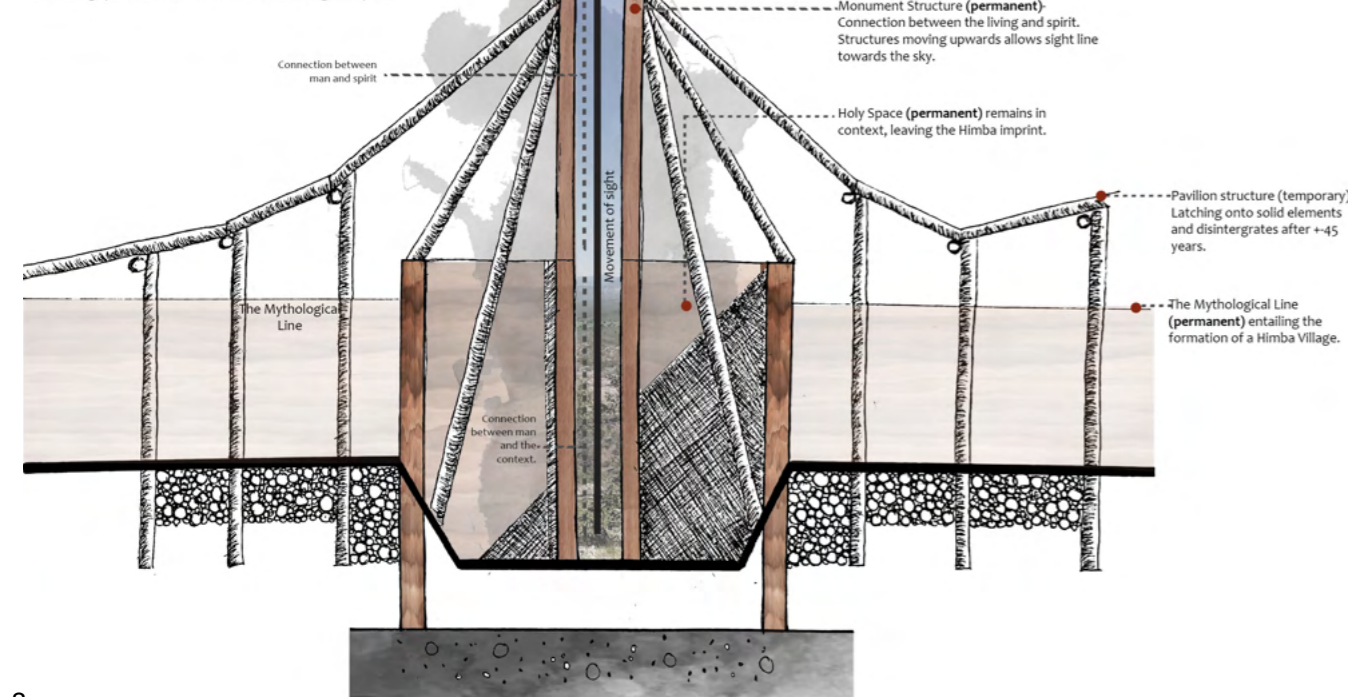 Monument Structure (permanent)-
Connection between the living and spirit.
Structures moving upwards allows sight line
towards the sky.
Connection between
man and spirit
Holy Space (permanent) remains in
context, leaving the Himba imprint.
Movement of sight
Pavilion structure (temporary)
Latching onto solid elements
and disintergrates after +-45
years.
The Mythological
Line
The Mythological Line
(permanent) entailing the
formation of a Himba Village.
Connection
between man
and the
context.